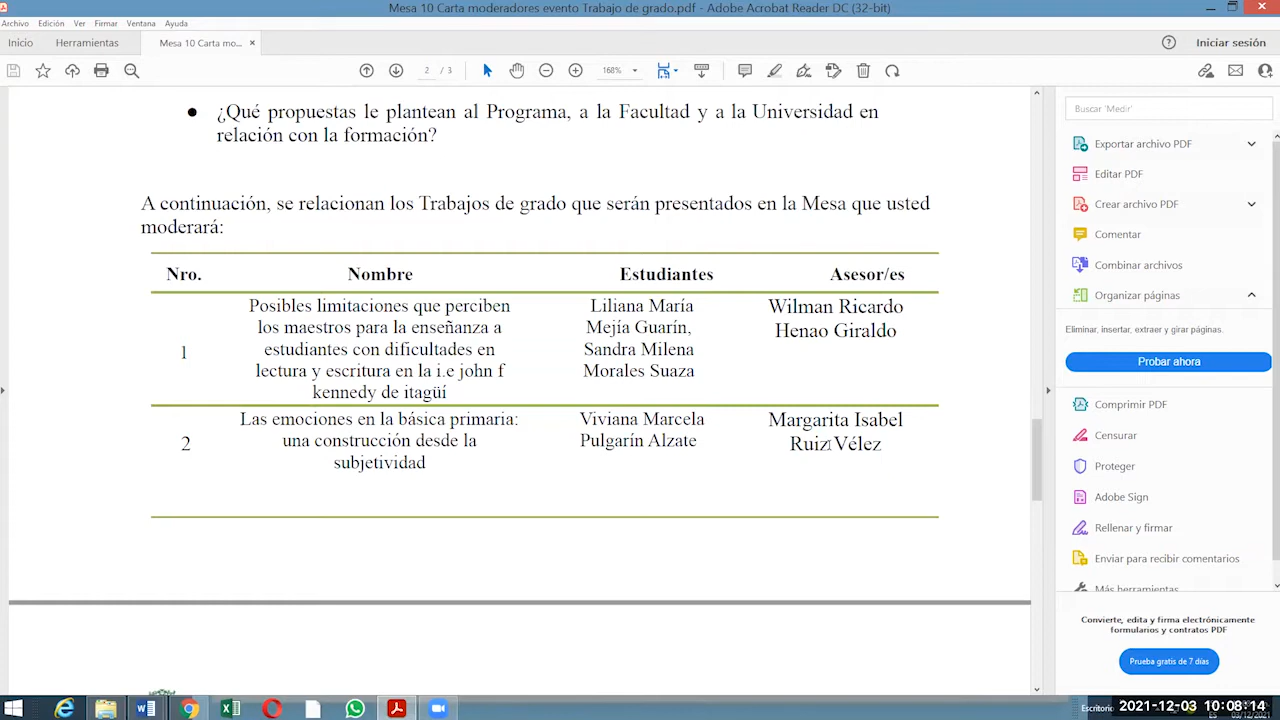 Mesa 10 Carta moderadores evento Trabajo de grado.pdf - Adobe Acrobat Reader DC (32-bit)
Archivo Edición Ver Firmar Ventana Ayuda
Inicio Herramientas Mesa 10 Carta mo... × Iniciar sesión
2 / 3 168%
¿Qué propuestas le plantean al Programa, a la Facultad y a la Universidad en
relación con la formación?
A continuación, se relacionan los Trabajos de grado que serán presentados en la Mesa que usted
moderará:
Nro. Nombre Estudiantes Asesor/es
1
Posibles limitaciones que perciben
los maestros para la enseñanza a
estudiantes con dificultades en
lectura y escritura en la i.e john f
kennedy de itagüí
Liliana María
Mejía Guarín,
Sandra Milena
Morales Suaza
Wilman Ricardo
Henao Giraldo
2
Las emociones en la básica primaria:
una construcción desde la
subjetividad
Viviana Marcela
Pulgarín Alzate
Margarita Isabel
Ruiz Vélez
Buscar 'Medir'
Exportar archivo PDF
Editar PDF
Crear archivo PDF
Comentar
Combinar archivos
Organizar páginas
Eliminar, insertar, extraer y girar páginas.
Probar ahora
Comprimir PDF
Censurar
Proteger
Adobe Sign
Rellenar y firmar
Enviar para recibir comentarios
Más herramientas
Convierte, edita y firma electrónicamente
formularios y contratos PDF
Prueba gratis de 7 días
Escritorio 2021-12-03 10:08:14
ES 03/12/2021